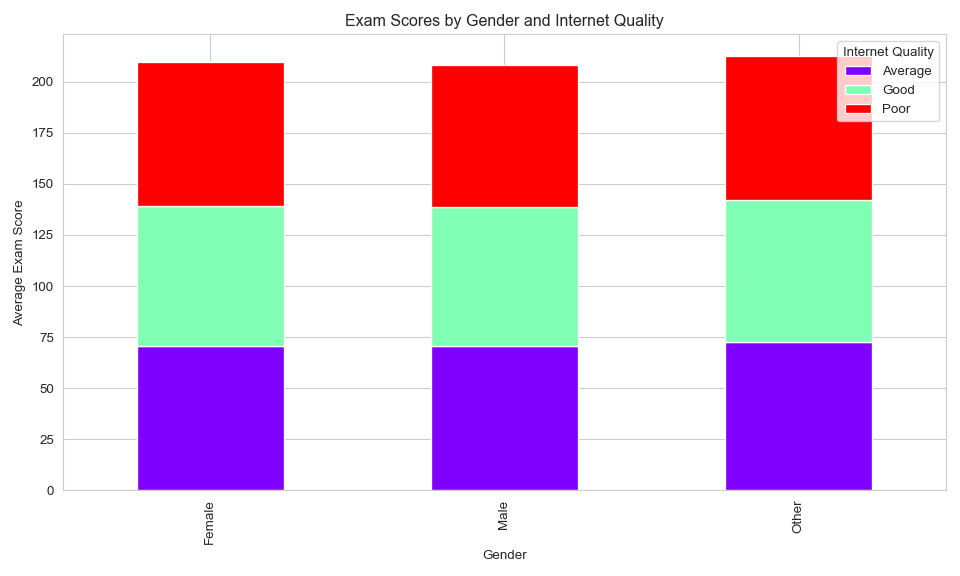 Exam Scores by Gender and Internet Quality
Internet Quality
Average
Good
Poor
Average Exam Score
200
175
150
125
100
75
50
25
0
Female
Male
Other
Gender